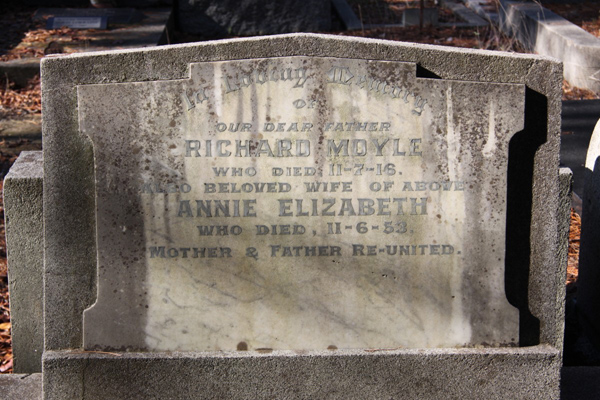 In Loving Memory
OF
OUR DEAR FATHER
RICHARD MOYLE
WHO DIED 11-7-16.
ALSO BELOVED WIFE OF ABOVE
ANNIE ELIZABETH
WHO DIED, 11-6-53.
MOTHER & FATHER RE-UNITED.